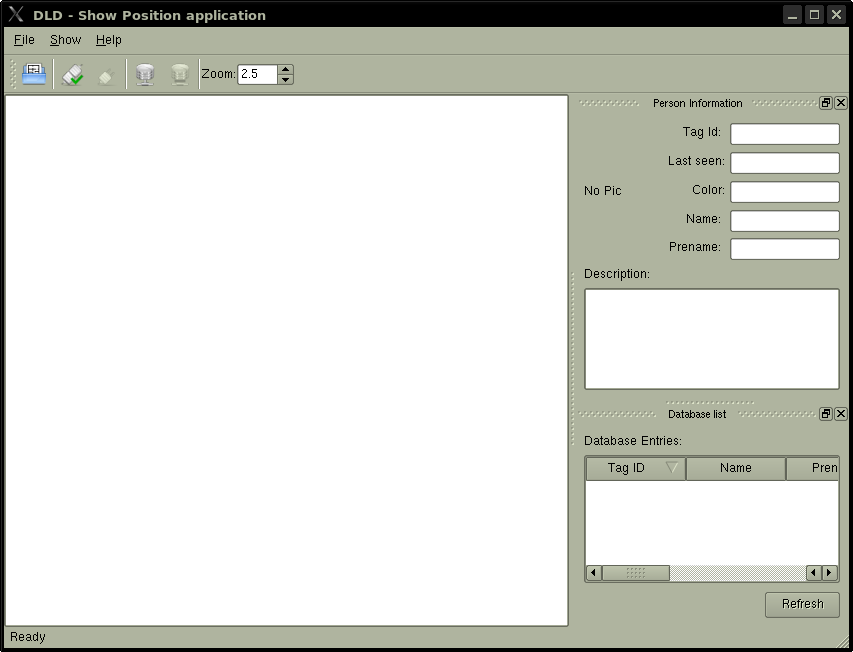 DLD - Show Position application
File Show Help
Zoom: 2.5
Person Information
Tag Id:
Last seen:
No Pic
Color:
Name:
Prename:
Description:
Database list
Database Entries:
Tag ID Name Pren
Refresh
Ready